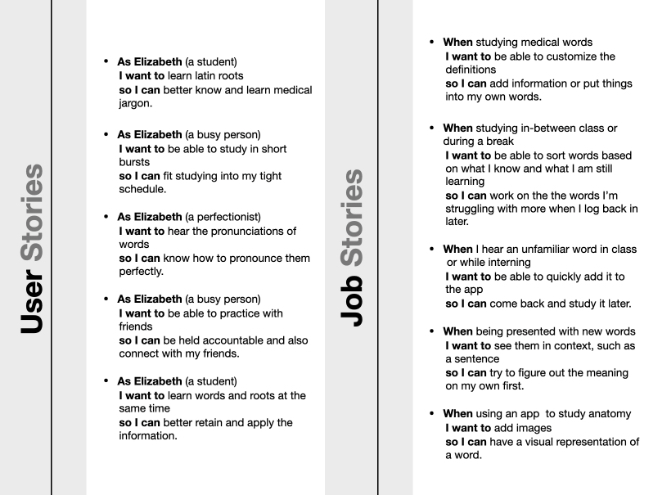 User Stories
• As Elizabeth (a student)
I want to learn latin roots
so I can better know and learn medical
jargon.
• As Elizabeth (a busy person)
I want to be able to study in short
bursts
so I can fit studying into my tight
schedule.
• As Elizabeth (a perfectionist)
I want to hear the pronunciations of
words
so I can know how to pronounce them
perfectly.
• As Elizabeth (a busy person)
I want to be able to practice with
friends
so I can be held accountable and also
connect with my friends.
• As Elizabeth (a student)
I want to learn words and roots at the
same time
so I can better retain and apply the
information.
Job Stories
• When studying medical words
I want to be able to customize the
definitions
so I can add information or put things
into my own words.
• When studying in-between class or
during a break
I want to be able to sort words based
on what I know and what I am still
learning
so I can work on the the words I'm
struggling with more when I log back in
later.
• When I hear an unfamiliar word in class
or while interning
I want to be able to quickly add it to
the app
so I can come back and study it later.
• When being presented with new words
I want to see them in context, such as
a sentence
so I can try to figure out the meaning
on my own first.
• When using an app to study anatomy
I want to add images
so I can have a visual representation of
a word.